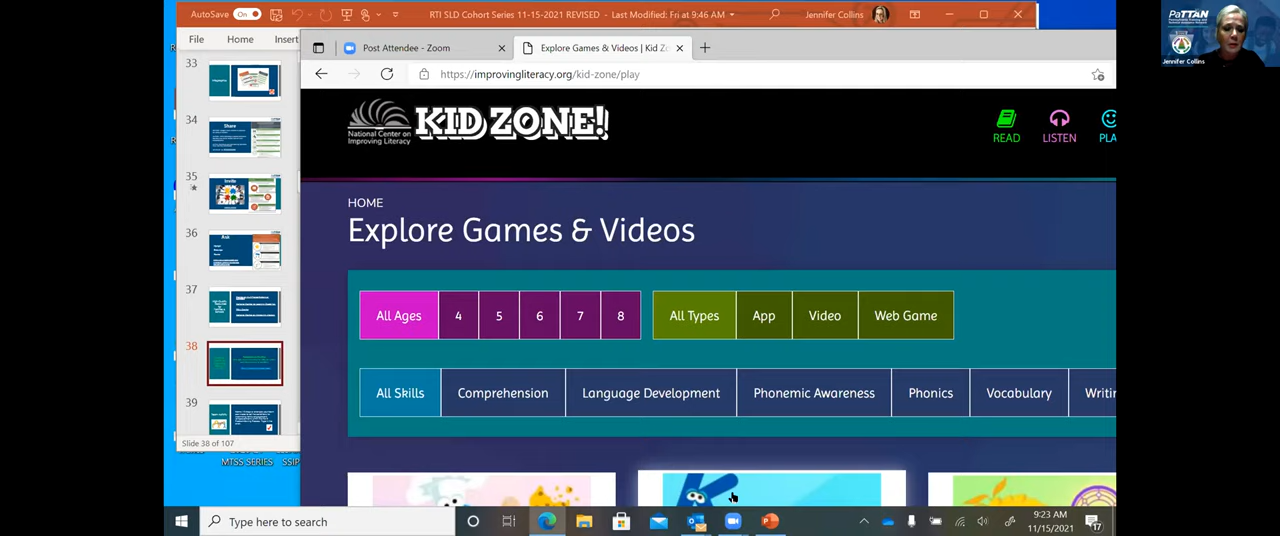 AutoSave On RTI SLD Cohort Series 11-15-2021 REVISED - Last Modified: Fri at 9:46 AM Jennifer Collins
File Home Insert
PaTTAN
Jennifer Collins
Post Attendee - Zoom
Explore Games & Videos | Kid Zo
https://improvingliteracy.org/kid-zone/play
33
34
Share
35
36
Ask
37
38
39
Slide 38 of 107
National Center on
Improving Literacy
KID ZONE!
READ LISTEN PLA
HOME
Explore Games & Videos
All Ages 4 5 6 7 8 All Types App Video Web Game
All Skills Comprehension Language Development Phonemic Awareness Phonics Vocabulary Writin
MTSS SERIES SSIP
Type here to search
9:23 AM
11/15/2021
17